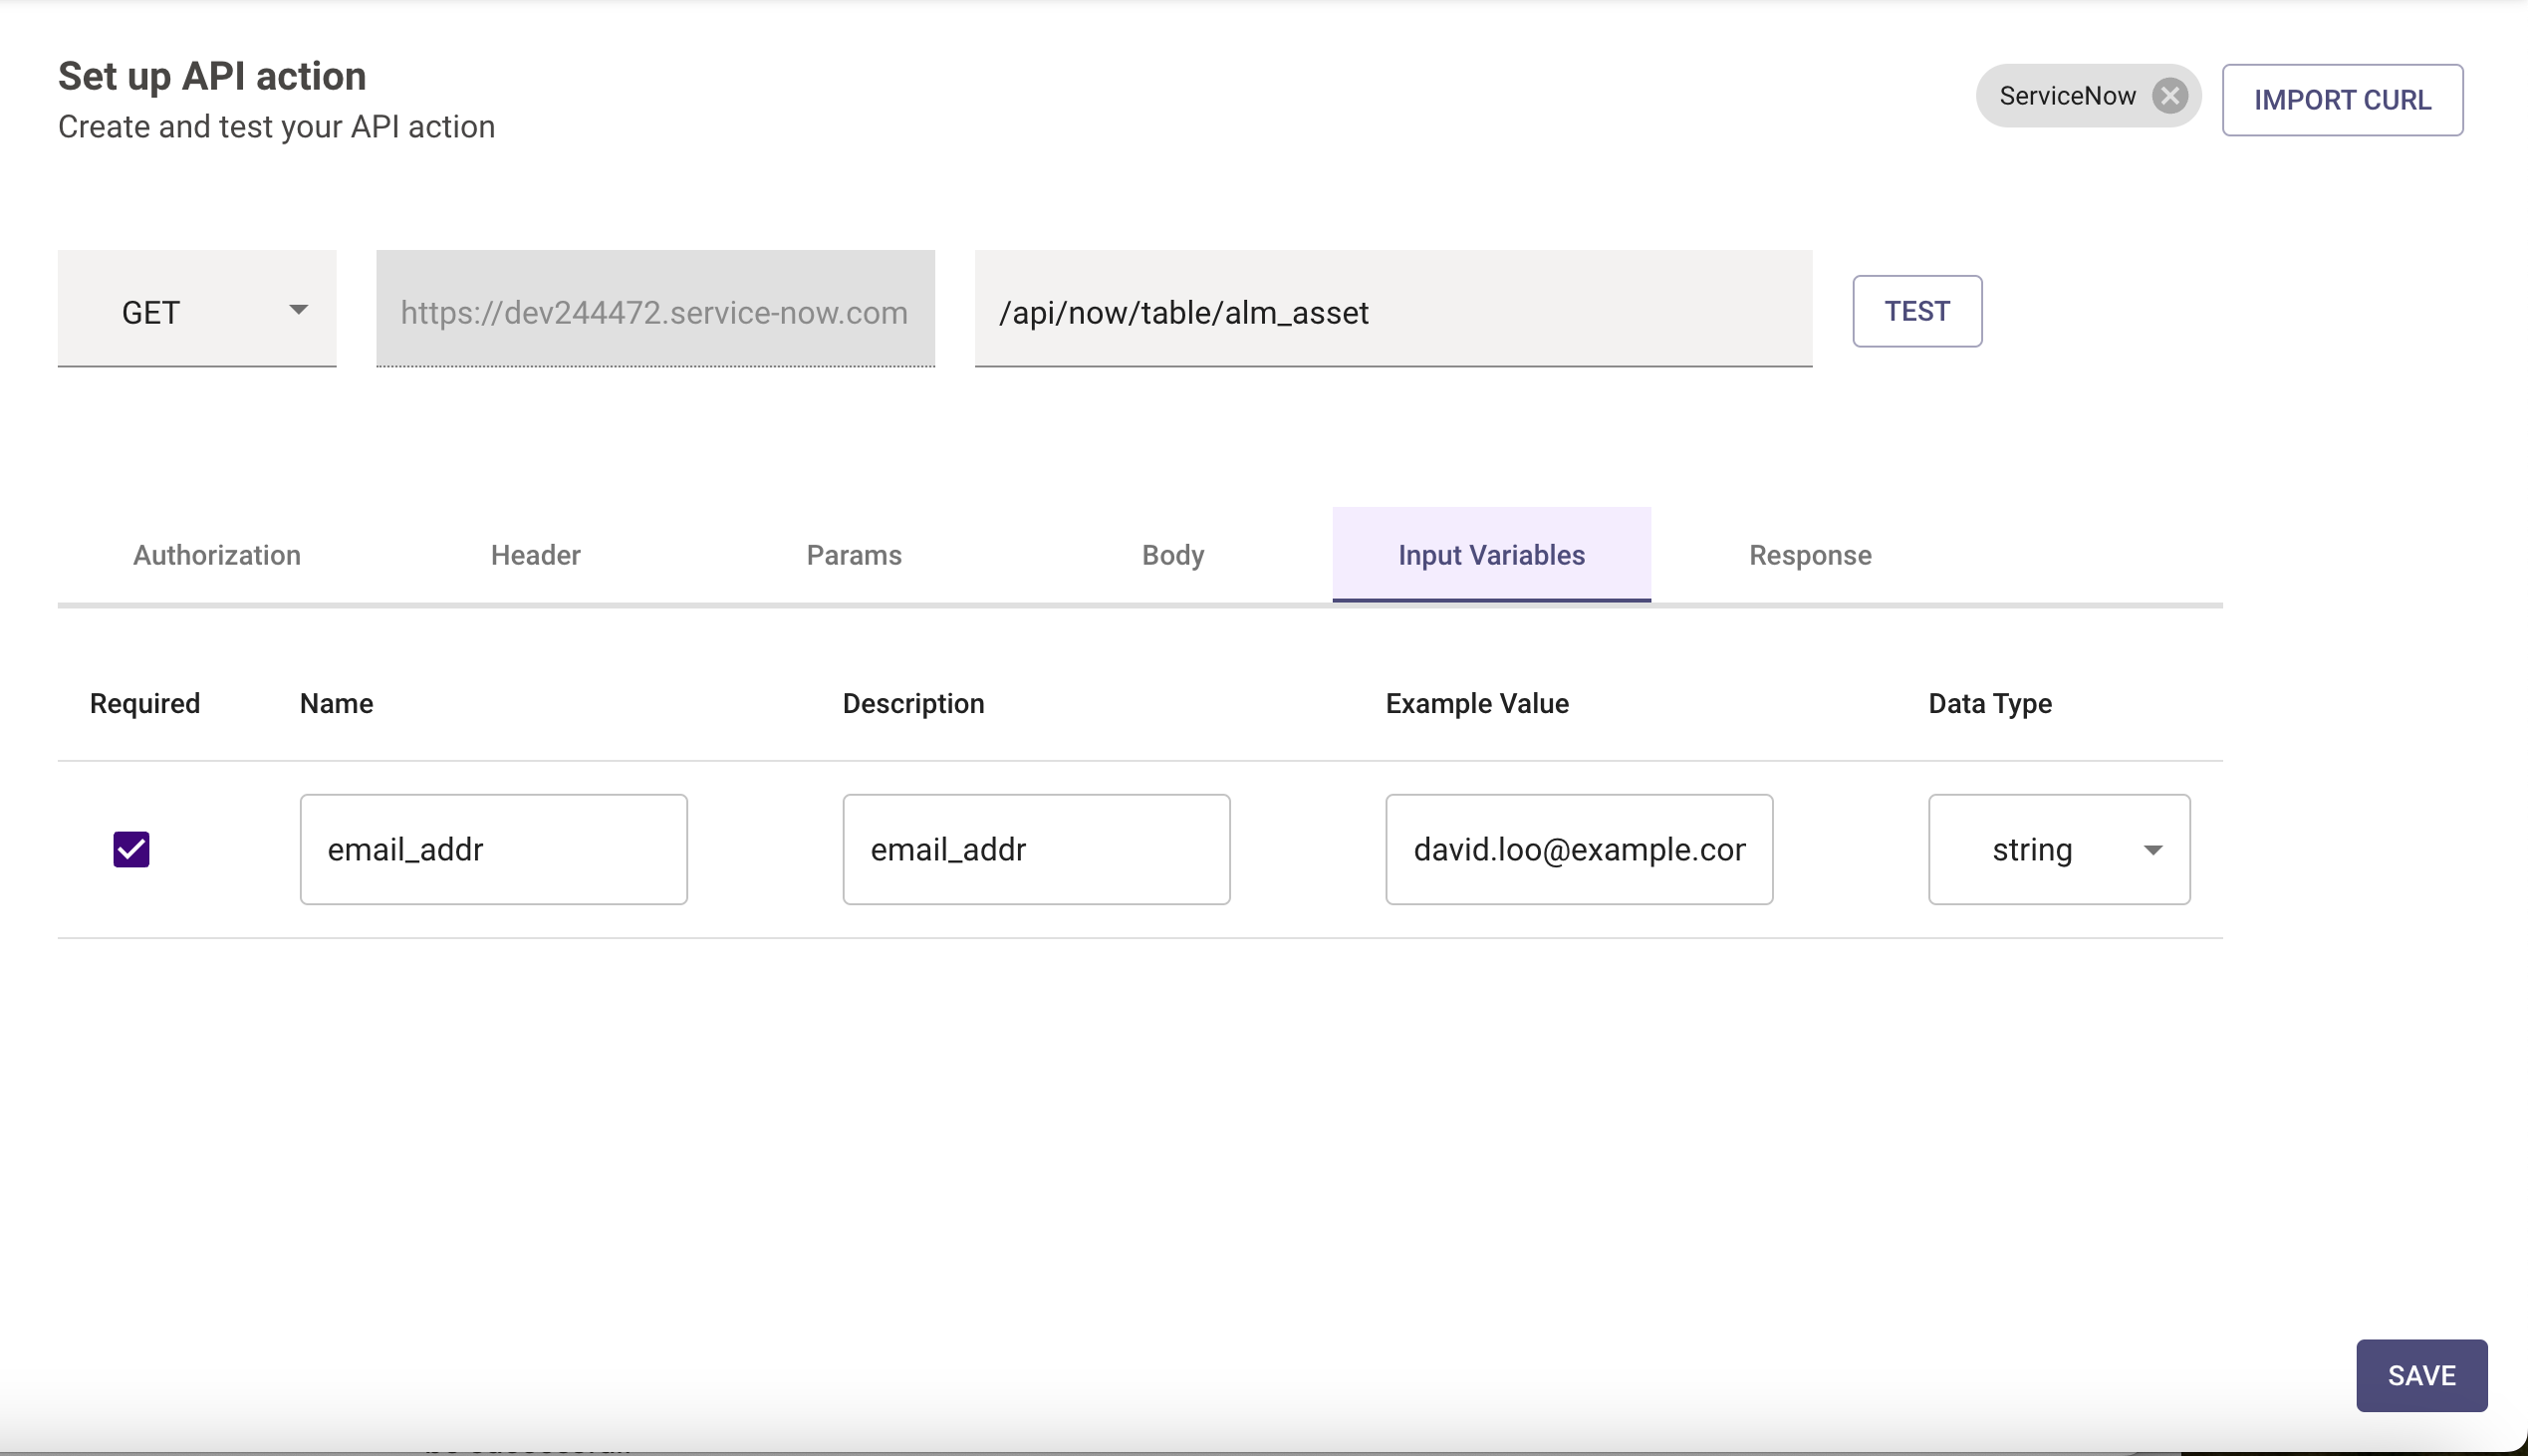 Set up API action
Create and test your API action
ServiceNow
IMPORT CURL
GET
https://dev244472.service-now.com
/api/now/table/alm_asset
TEST
Authorization Header Params Body Input Variables Response
Required Name Description Example Value Data Type
email_addr email_addr david.loo@example.cor string
SAVE